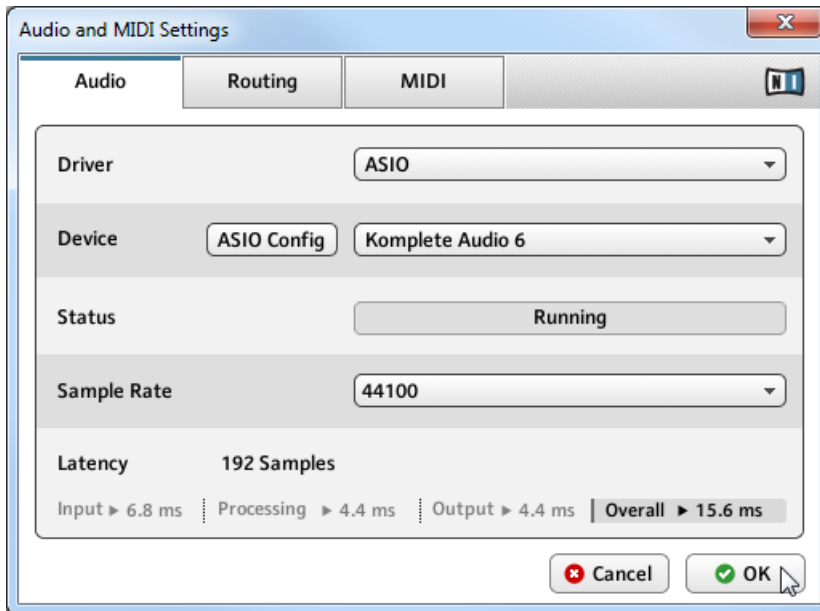 Audio and MIDI Settings
Audio Routing MIDI NI
Driver ASIO
Device ASIO Config Komplete Audio 6
Status Running
Sample Rate 44100
Latency 192 Samples
Input ▸ 6.8 ms Processing ▸ 4.4 ms Output ▸ 4.4 ms Overall ▸ 15.6 ms
Cancel OK